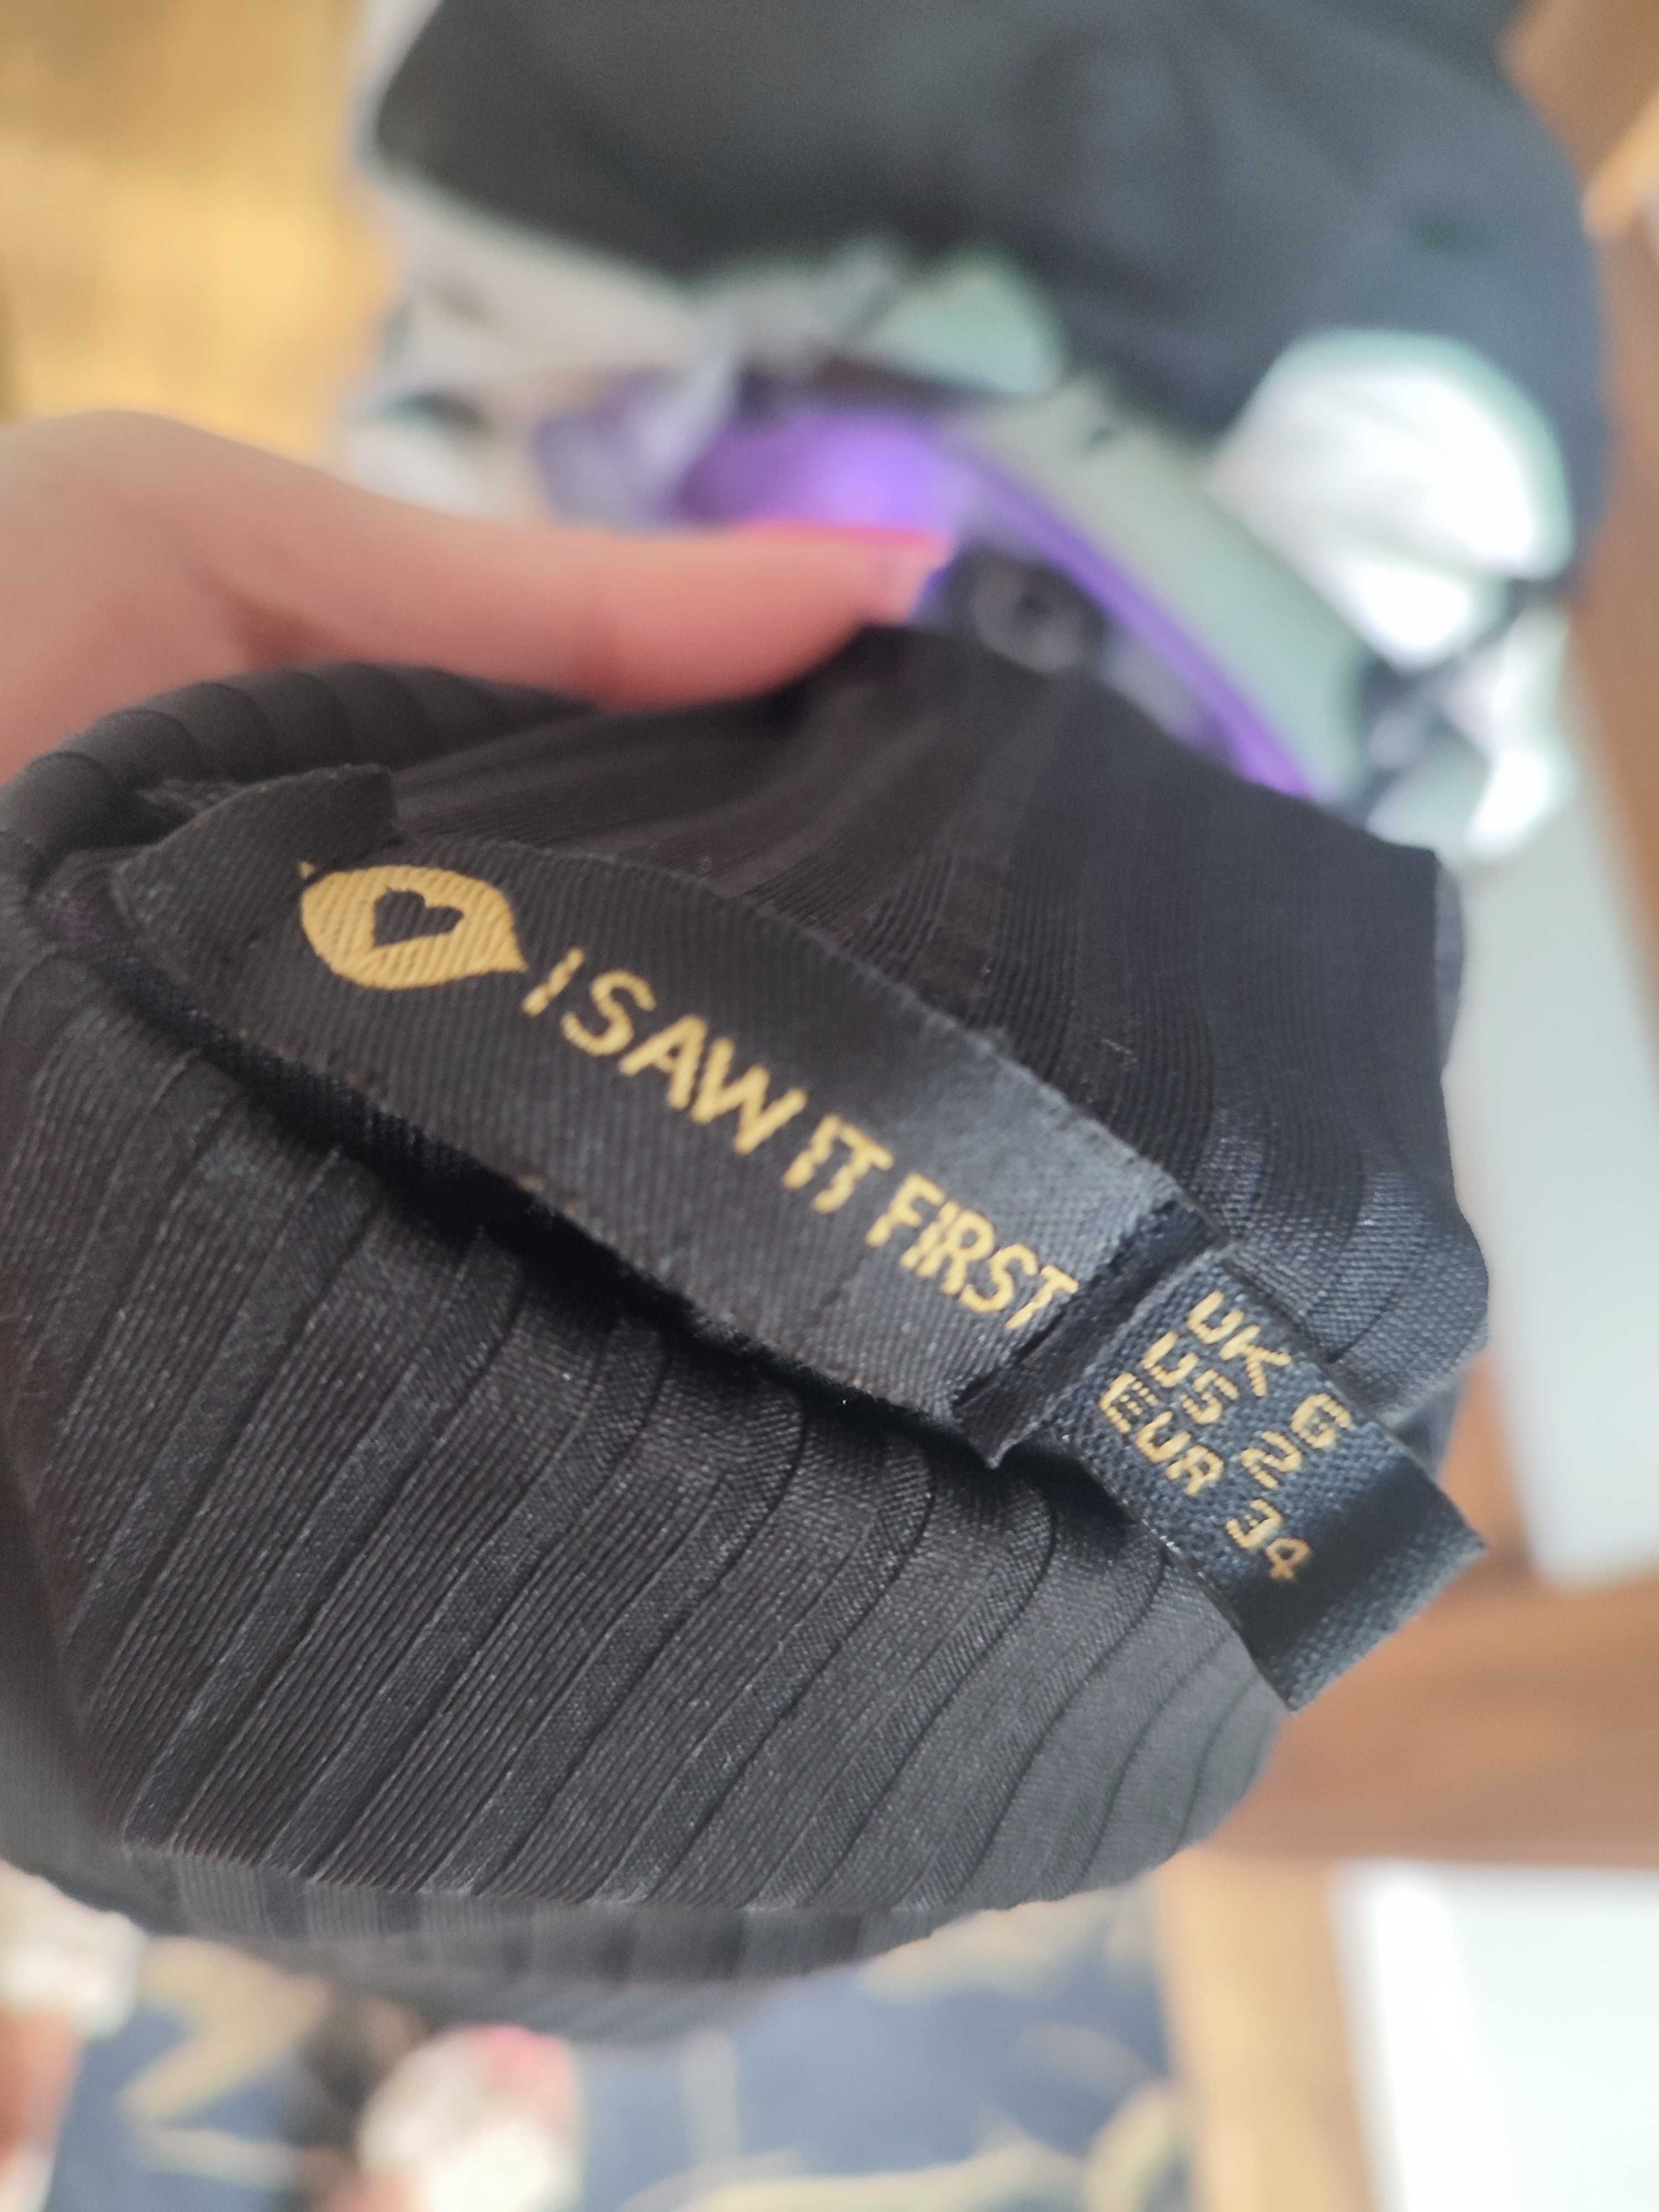 I SAW IT FIRST
UK 6
US 2
EUR 34